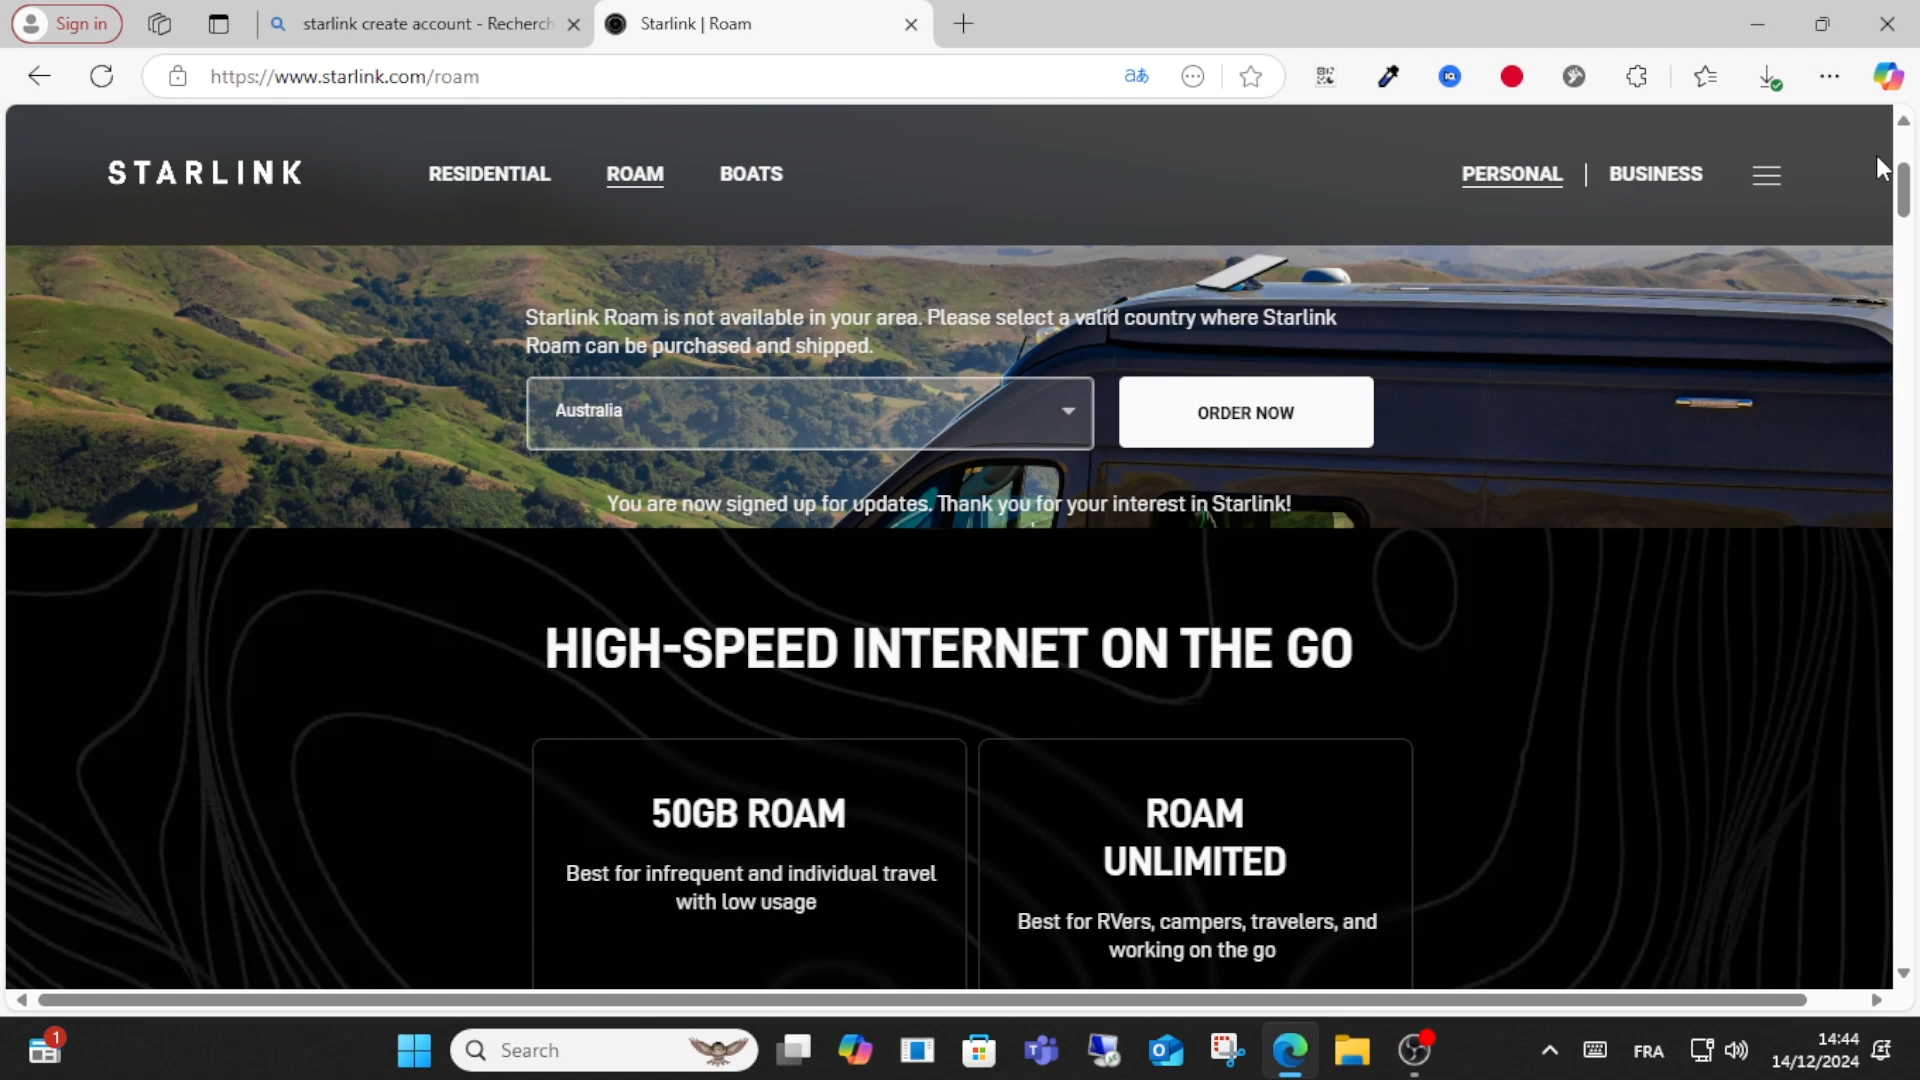 Sign in
starlink create account - Recherch
Starlink | Roam
https://www.starlink.com/roam
STARLINK
RESIDENTIAL
ROAM
BOATS
PERSONAL
BUSINESS
Starlink Roam is not available in your area. Please select a valid country where Starlink
Roam can be purchased and shipped.
Australia
ORDER NOW
You are now signed up for updates. Thank you for your interest in Starlink!
HIGH-SPEED INTERNET ON THE GO
50GB ROAM
Best for infrequent and individual travel
with low usage
ROAM
UNLIMITED
Best for RVers, campers, travelers, and
working on the go
1
Search
FRA
14:44
14/12/2024